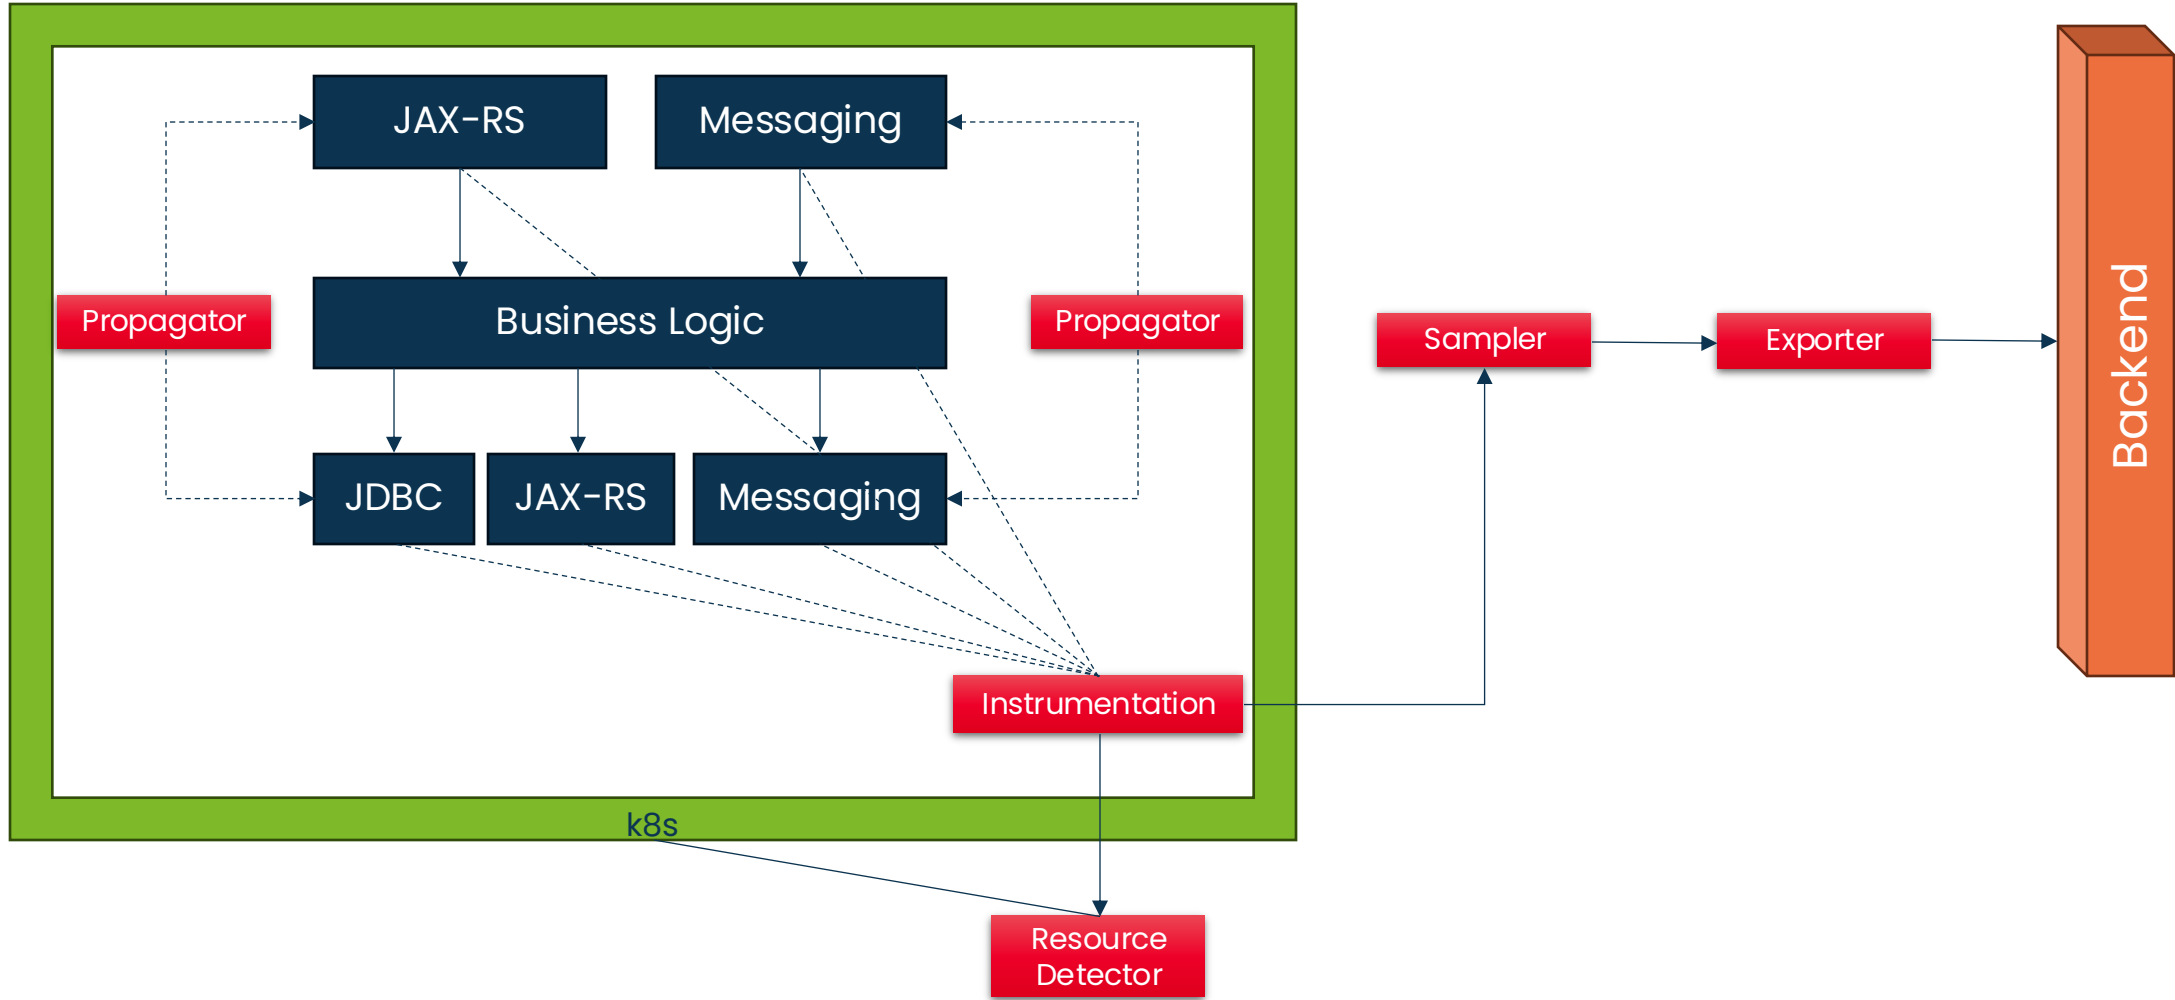 JAX-RS
Messaging
Propagator
Business Logic
Propagator
Sampler
Exporter
Backend
JDBC
JAX-RS
Messaging
Instrumentation
k8s
Resource
Detector